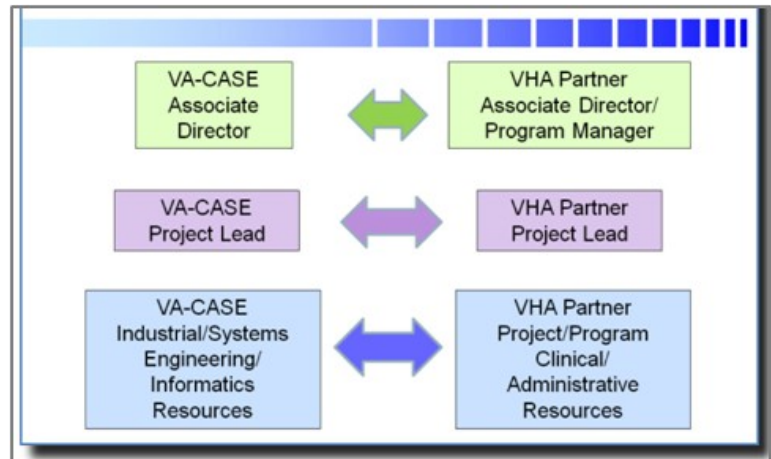 VA-CASE
Associate
Director
VHA Partner
Associate Director/
Program Manager
VA-CASE
Project Lead
VHA Partner
Project Lead
VA-CASE
Industrial/Systems
Engineering/
Informatics
Resources
VHA Partner
Project/Program
Clinical/
Administrative
Resources